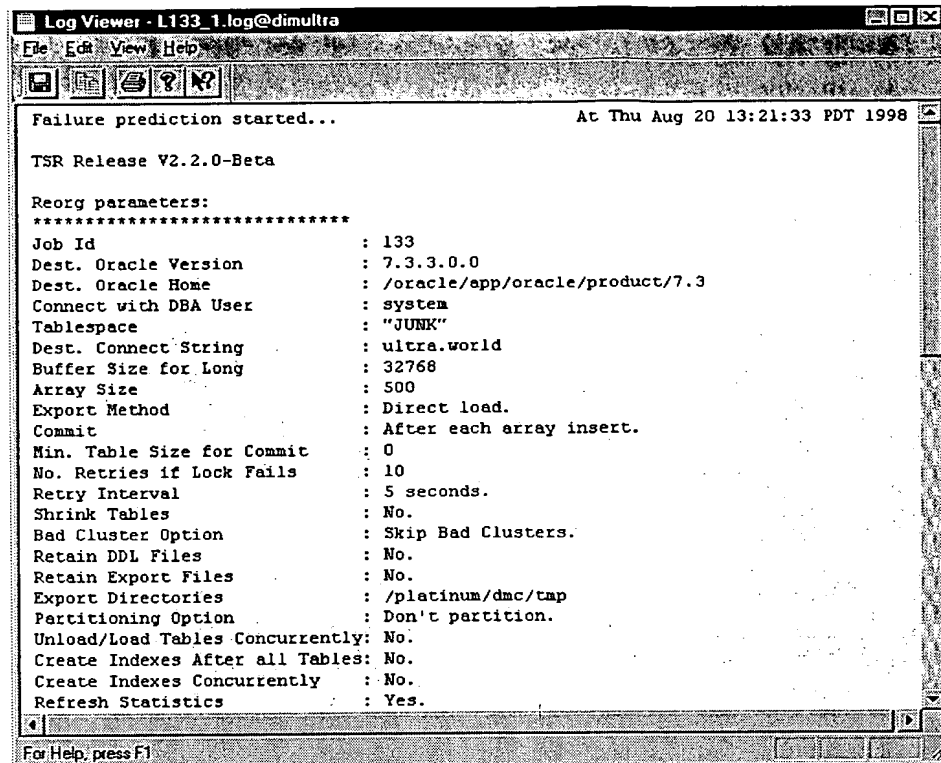 Log Viewer - L133_1.log@dimultra
File Edit View Help
Failure prediction started... At Thu Aug 20 13:21:33 PDT 1998
TSR Release V2.2.0-Beta
Reorg parameters:
*******************************
Job Id : 133
Dest. Oracle Version : 7.3.3.0.0
Dest. Oracle Home : /oracle/app/oracle/product/7.3
Connect with DBA User : system
Tablespace : "JUNK"
Dest. Connect String : ultra.world
Buffer Size for Long : 32768
Array Size : 500
Export Method : Direct load.
Commit : After each array insert.
Min. Table Size for Commit : 0
No. Retries if Lock Fails : 10
Retry Interval : 5 seconds.
Shrink Tables : No.
Bad Cluster Option : Skip Bad Clusters.
Retain DDL Files : No.
Retain Export Files : No.
Export Directories : /platinum/dmc/tmp
Partitioning Option : Don't partition.
Unload/Load Tables Concurrently: No.
Create Indexes After all Tables: No.
Create Indexes Concurrently : No.
Refresh Statistics : Yes.
For Help, press F1